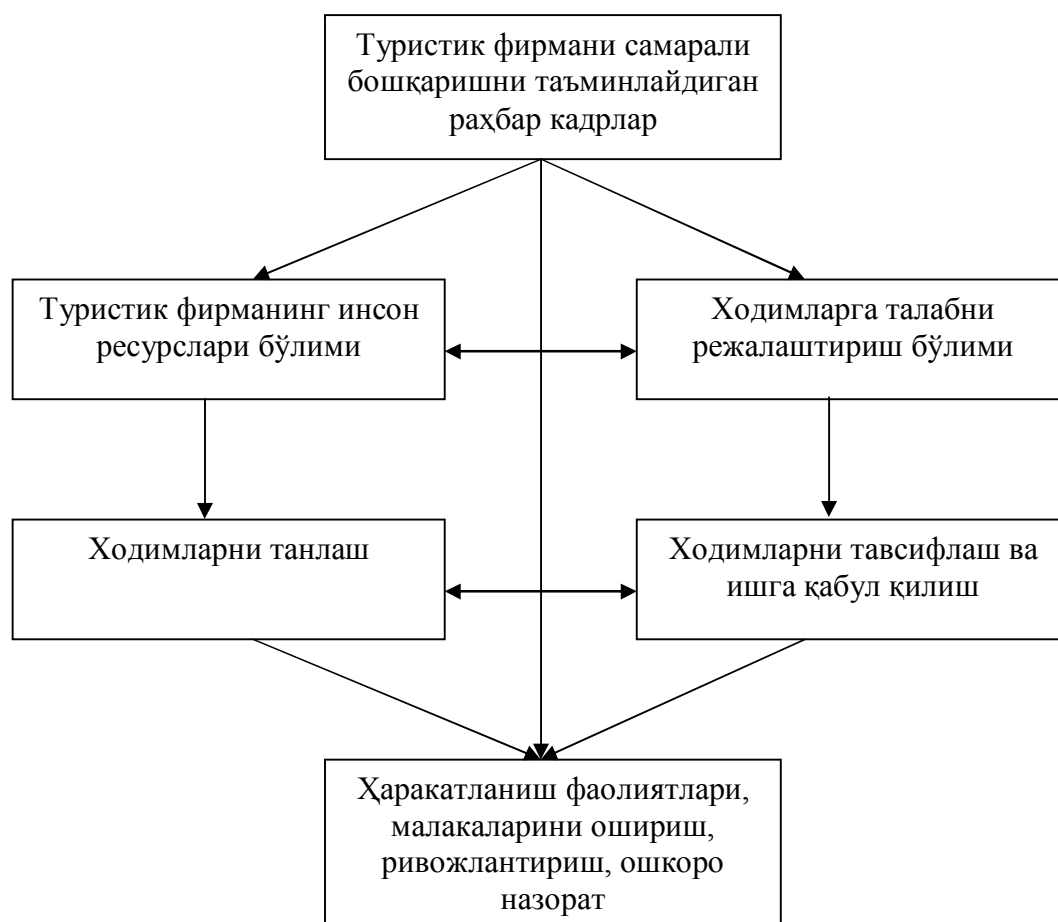 Туристик фирмани самарали
бошқаришни таъминлайдиган
раҳбар кадрлар
Туристик фирманинг инсон
ресурслари бўлими
Ходимларга талабни
режалаштириш бўлими
Ходимларни танлаш
Ходимларни тавсифлаш ва
ишга қабул қилиш
Ҳаракатланиш фаолиятлари,
малакаларини ошириш,
ривожлантириш, ошкоро
назорат